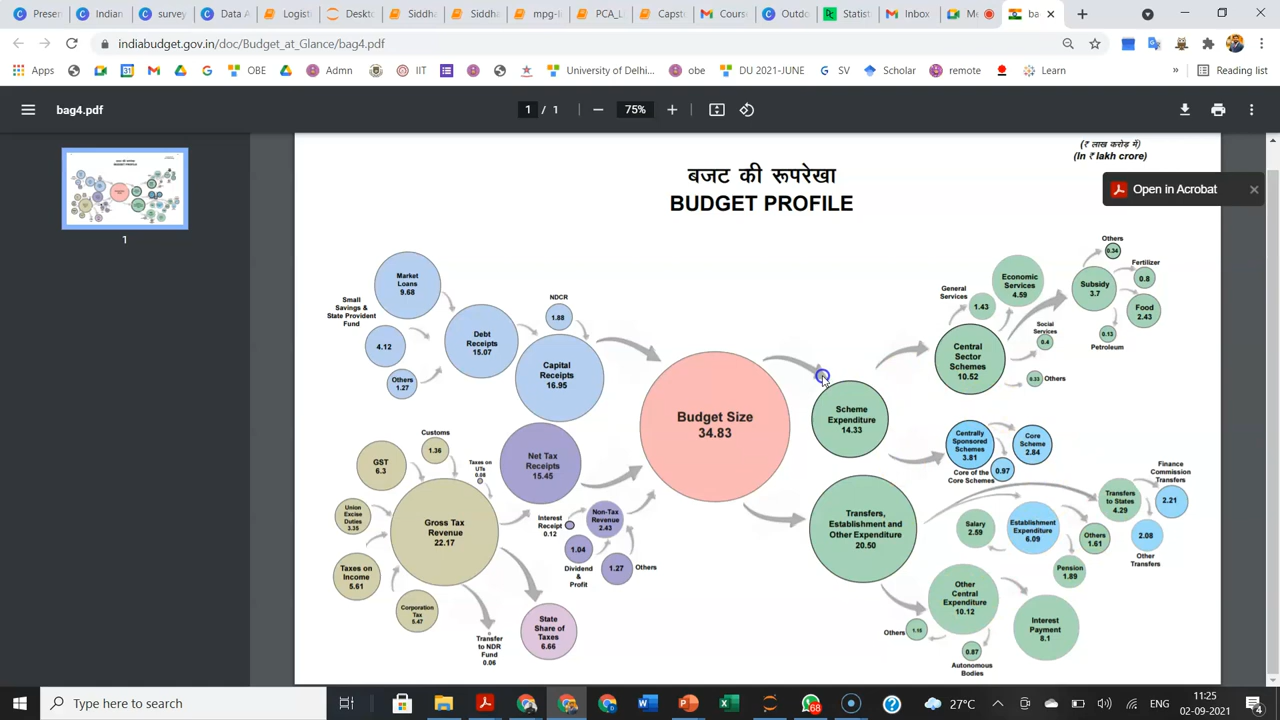 Courses
Outco
survey
Data A
Logisti
Depar
Siddh
Siddha
mpg-i
PCA_L
Capst
Cours
Outco
Statist
Inbox
Me
ba
indiabudget.gov.in/doc/Budget_at_Glance/bag4.pdf
Apps
OBE
Admn
IIT
University of Delhi...
obe
DU 2021-JUNE
SV
Scholar
remote
Learn
»
Reading list
bag4.pdf
1 / 1
75%
Open in Acrobat
1
(₹ लाख करोड़ में)
(In ₹ lakh crore)
बजट की रूपरेखा
BUDGET PROFILE
Market
Loans
9.68
Small
Savings &
State Provident
Fund
4.12
Others
1.27
Debt
Receipts
15.07
NDCR
1.88
Capital
Receipts
16.95
Customs
1.36
GST
6.3
Taxes on
UTs
0.08
Union
Excise
Duties
3.35
Taxes on
Income
5.61
Corporation
Tax
5.47
Gross Tax
Revenue
22.17
Transfer
to NDR
Fund
0.06
State
Share of
Taxes
6.66
Net Tax
Receipts
15.45
Interest
Receipt
0.12
Non-Tax
Revenue
2.43
1.04
Dividend
&
Profit
1.27
Others
Budget Size
34.83
Scheme
Expenditure
14.33
Transfers,
Establishment and
Other Expenditure
20.50
General
Services
1.43
Economic
Services
4.59
Central
Sector
Schemes
10.52
Social
Services
0.4
0.33
Others
Others
0.34
Fertilizer
0.8
Subsidy
3.7
Food
2.43
0.13
Petroleum
Centrally
Sponsored
Schemes
3.81
Core
Scheme
2.84
0.97
Core of the
Core Schemes
Finance
Commission
Transfers
2.21
Transfers
to States
4.29
2.08
Other
Transfers
Others
1.61
Salary
2.59
Establishment
Expenditure
6.09
Pension
1.89
Other
Central
Expenditure
10.12
Others
1.15
0.87
Autonomous
Bodies
Interest
Payment
8.1
Type here to search
68
27°C
11:25
02-09-2021
4